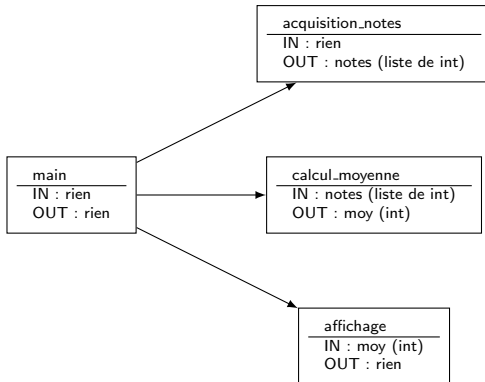 acquisition_notes
IN : rien
OUT : notes (liste de int)
main
IN : rien
OUT : rien
calcul_moyenne
IN : notes (liste de int)
OUT : moy (int)
affichage
IN : moy (int)
OUT : rien